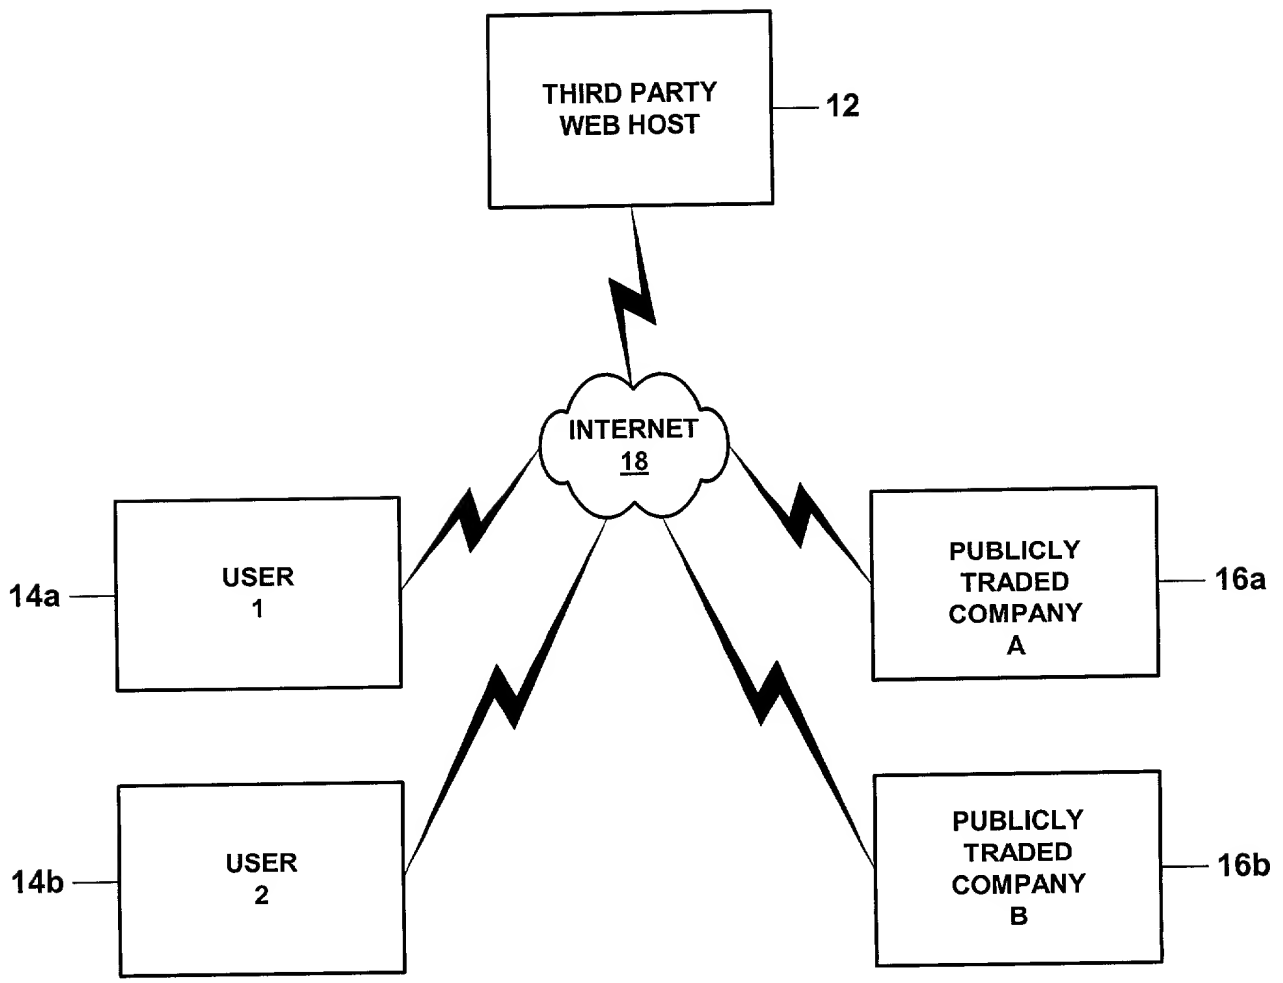 THIRD PARTY
WEB HOST
12
INTERNET
18
USER
1
14a
PUBLICLY
TRADED
COMPANY
A
16a
USER
2
14b
PUBLICLY
TRADED
COMPANY
B
16b